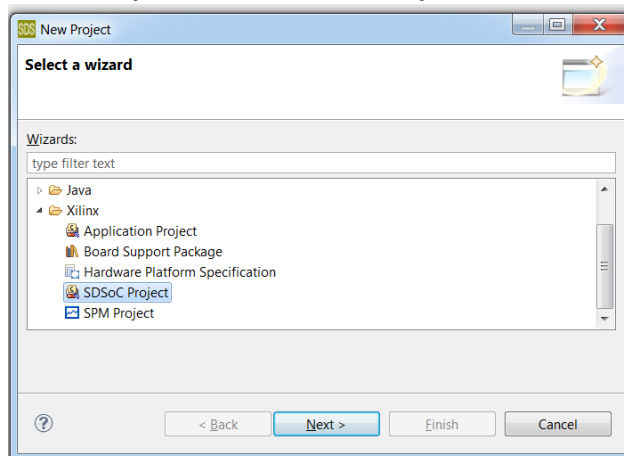 SDS New Project
Select a wizard
Wizards:
type filter text
Java
Xilinx
Application Project
Board Support Package
Hardware Platform Specification
SDSoC Project
SPM Project
? < Back Next > Finish Cancel